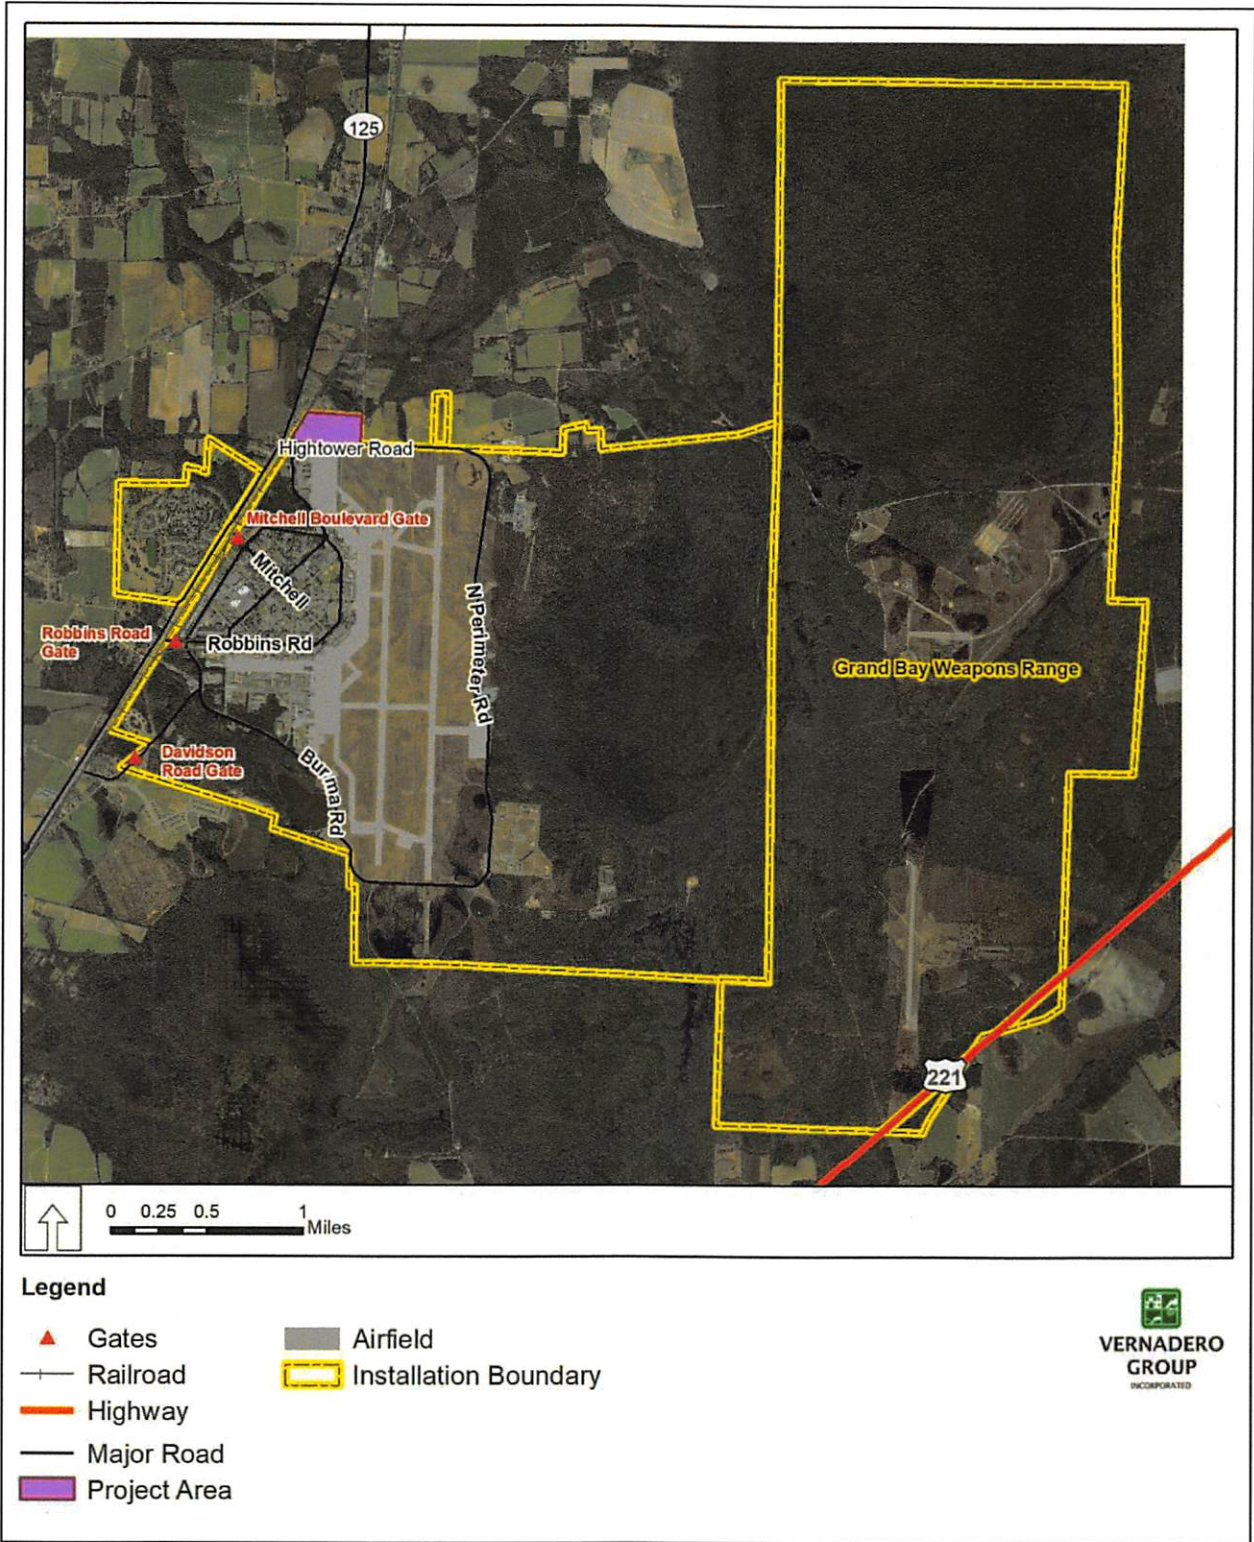 125
Hightower Road
Mitchell Boulevard Gate
Mitchell
Robbins Road
Gate
Robbins Rd
N Perimeter Rd
Grand Bay Weapons Range
Davidson
Road Gate
Burma Rd
221
0 0.25 0.5 1
Miles
Legend
Gates
Railroad
Highway
Major Road
Project Area
Airfield
Installation Boundary
VERNADERO
GROUP
INCORPORATED